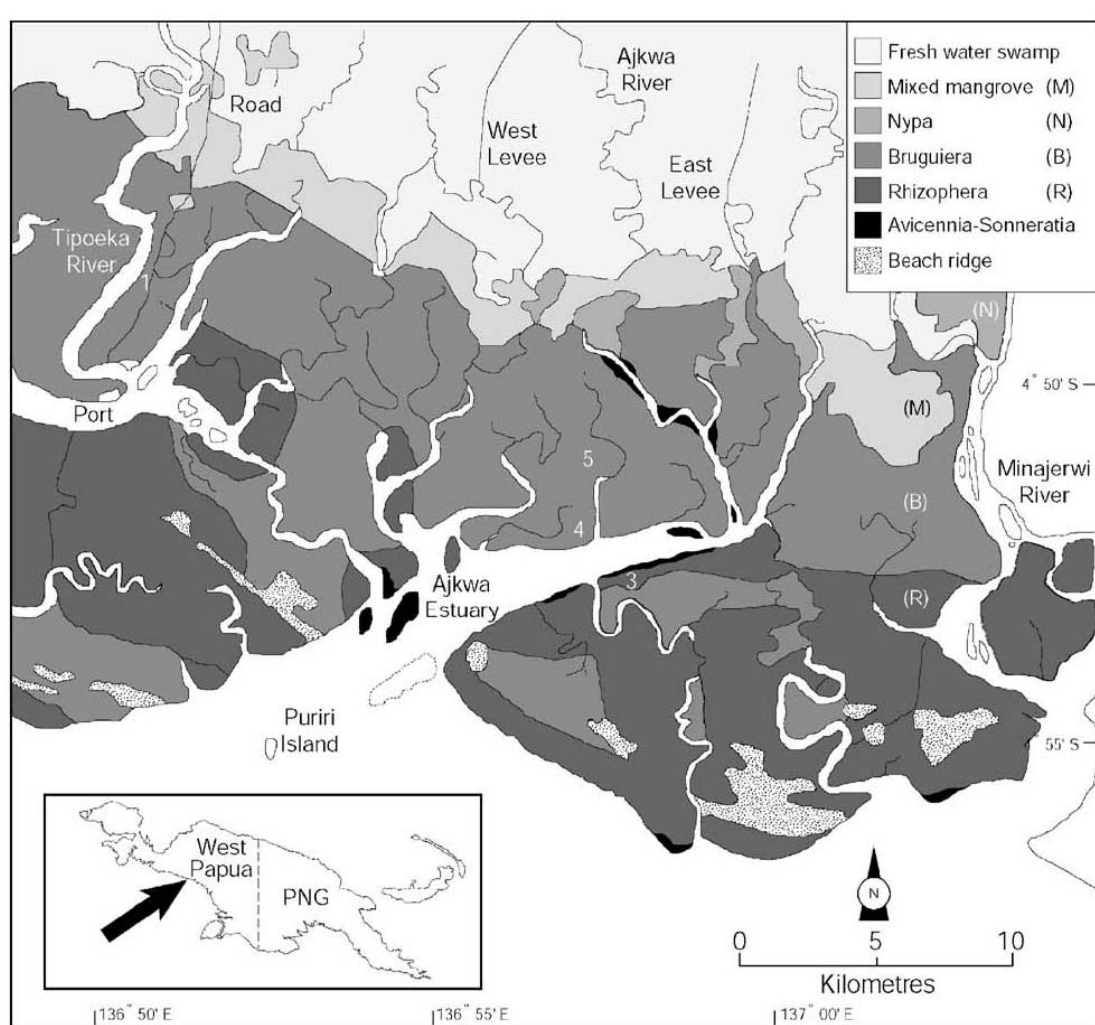 Fresh water swamp
Mixed mangrove (M)
Nypa (N)
Bruguiera (B)
Rhizophera (R)
Avicennia-Sonneratia
Beach ridge
Road
West
Levee
Ajkwa
River
East
Levee
Tipoeka
River
1
(N)
4° 50' S
Port
(M)
Minajerwi
River
5
(B)
4
Ajkwa
Estuary
3
(R)
Puriri
Island
55' S
West
Papua
PNG
N
0 5 10
Kilometres
136° 50' E 136° 55' E 137° 00' E